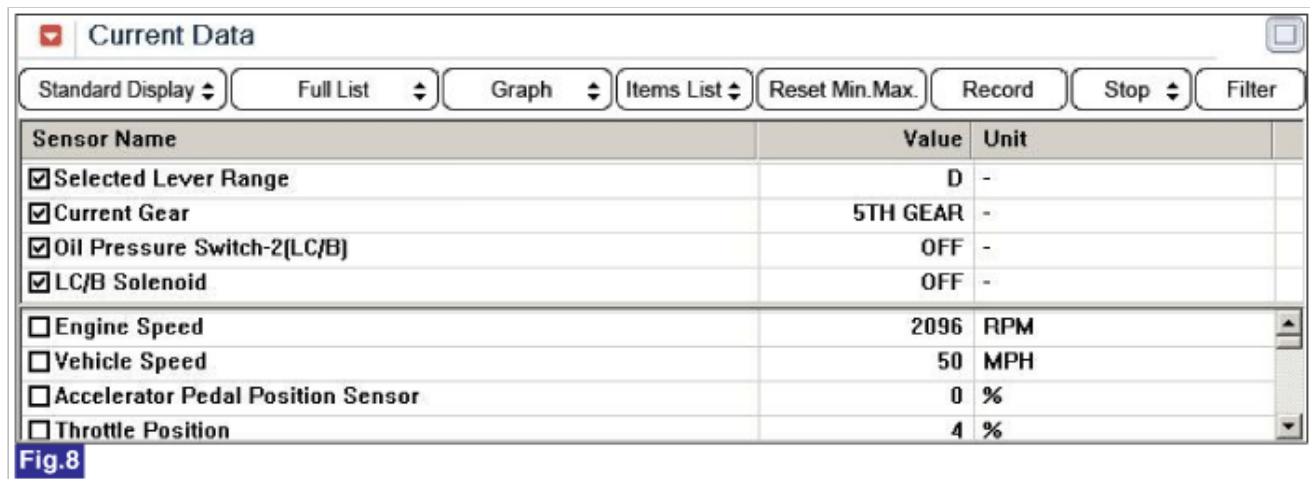 Current Data
Standard Display Full List Graph Items List Reset Min.Max. Record Stop Filter
Sensor Name Value Unit
Selected Lever Range D -
Current Gear 5TH GEAR -
Oil Pressure Switch-2(LC/B) OFF -
LC/B Solenoid OFF -
Engine Speed 2096 RPM
Vehicle Speed 50 MPH
Accelerator Pedal Position Sensor 0 %
Throttle Position 4 %
Fig.8